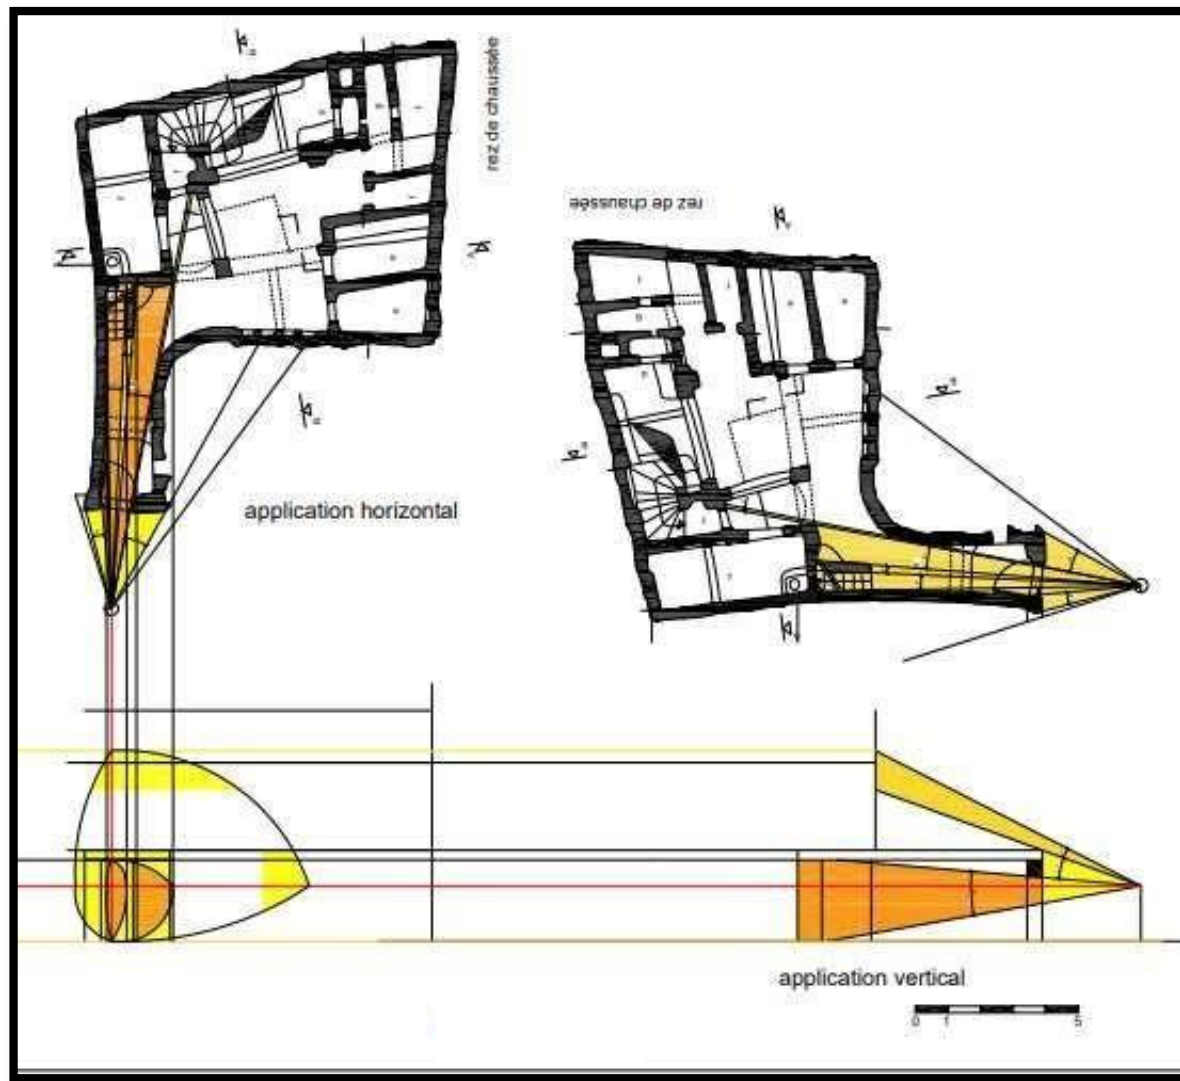 rez de chaussée
rez de chaussée
application horizontal
application vertical
0 1 5